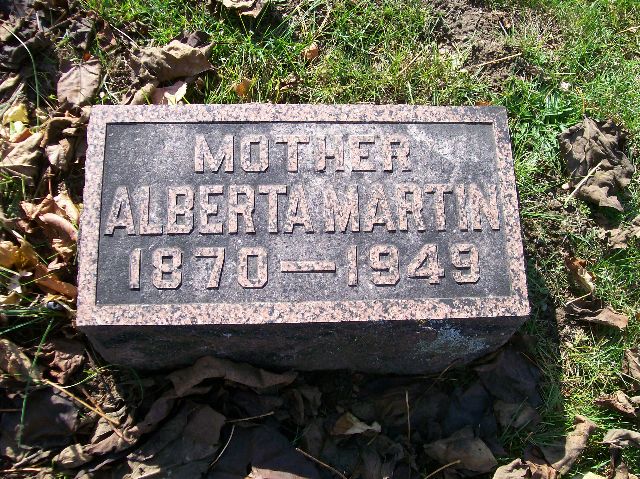 MOTHER
ALBERTA MARTIN
1870 — 1949